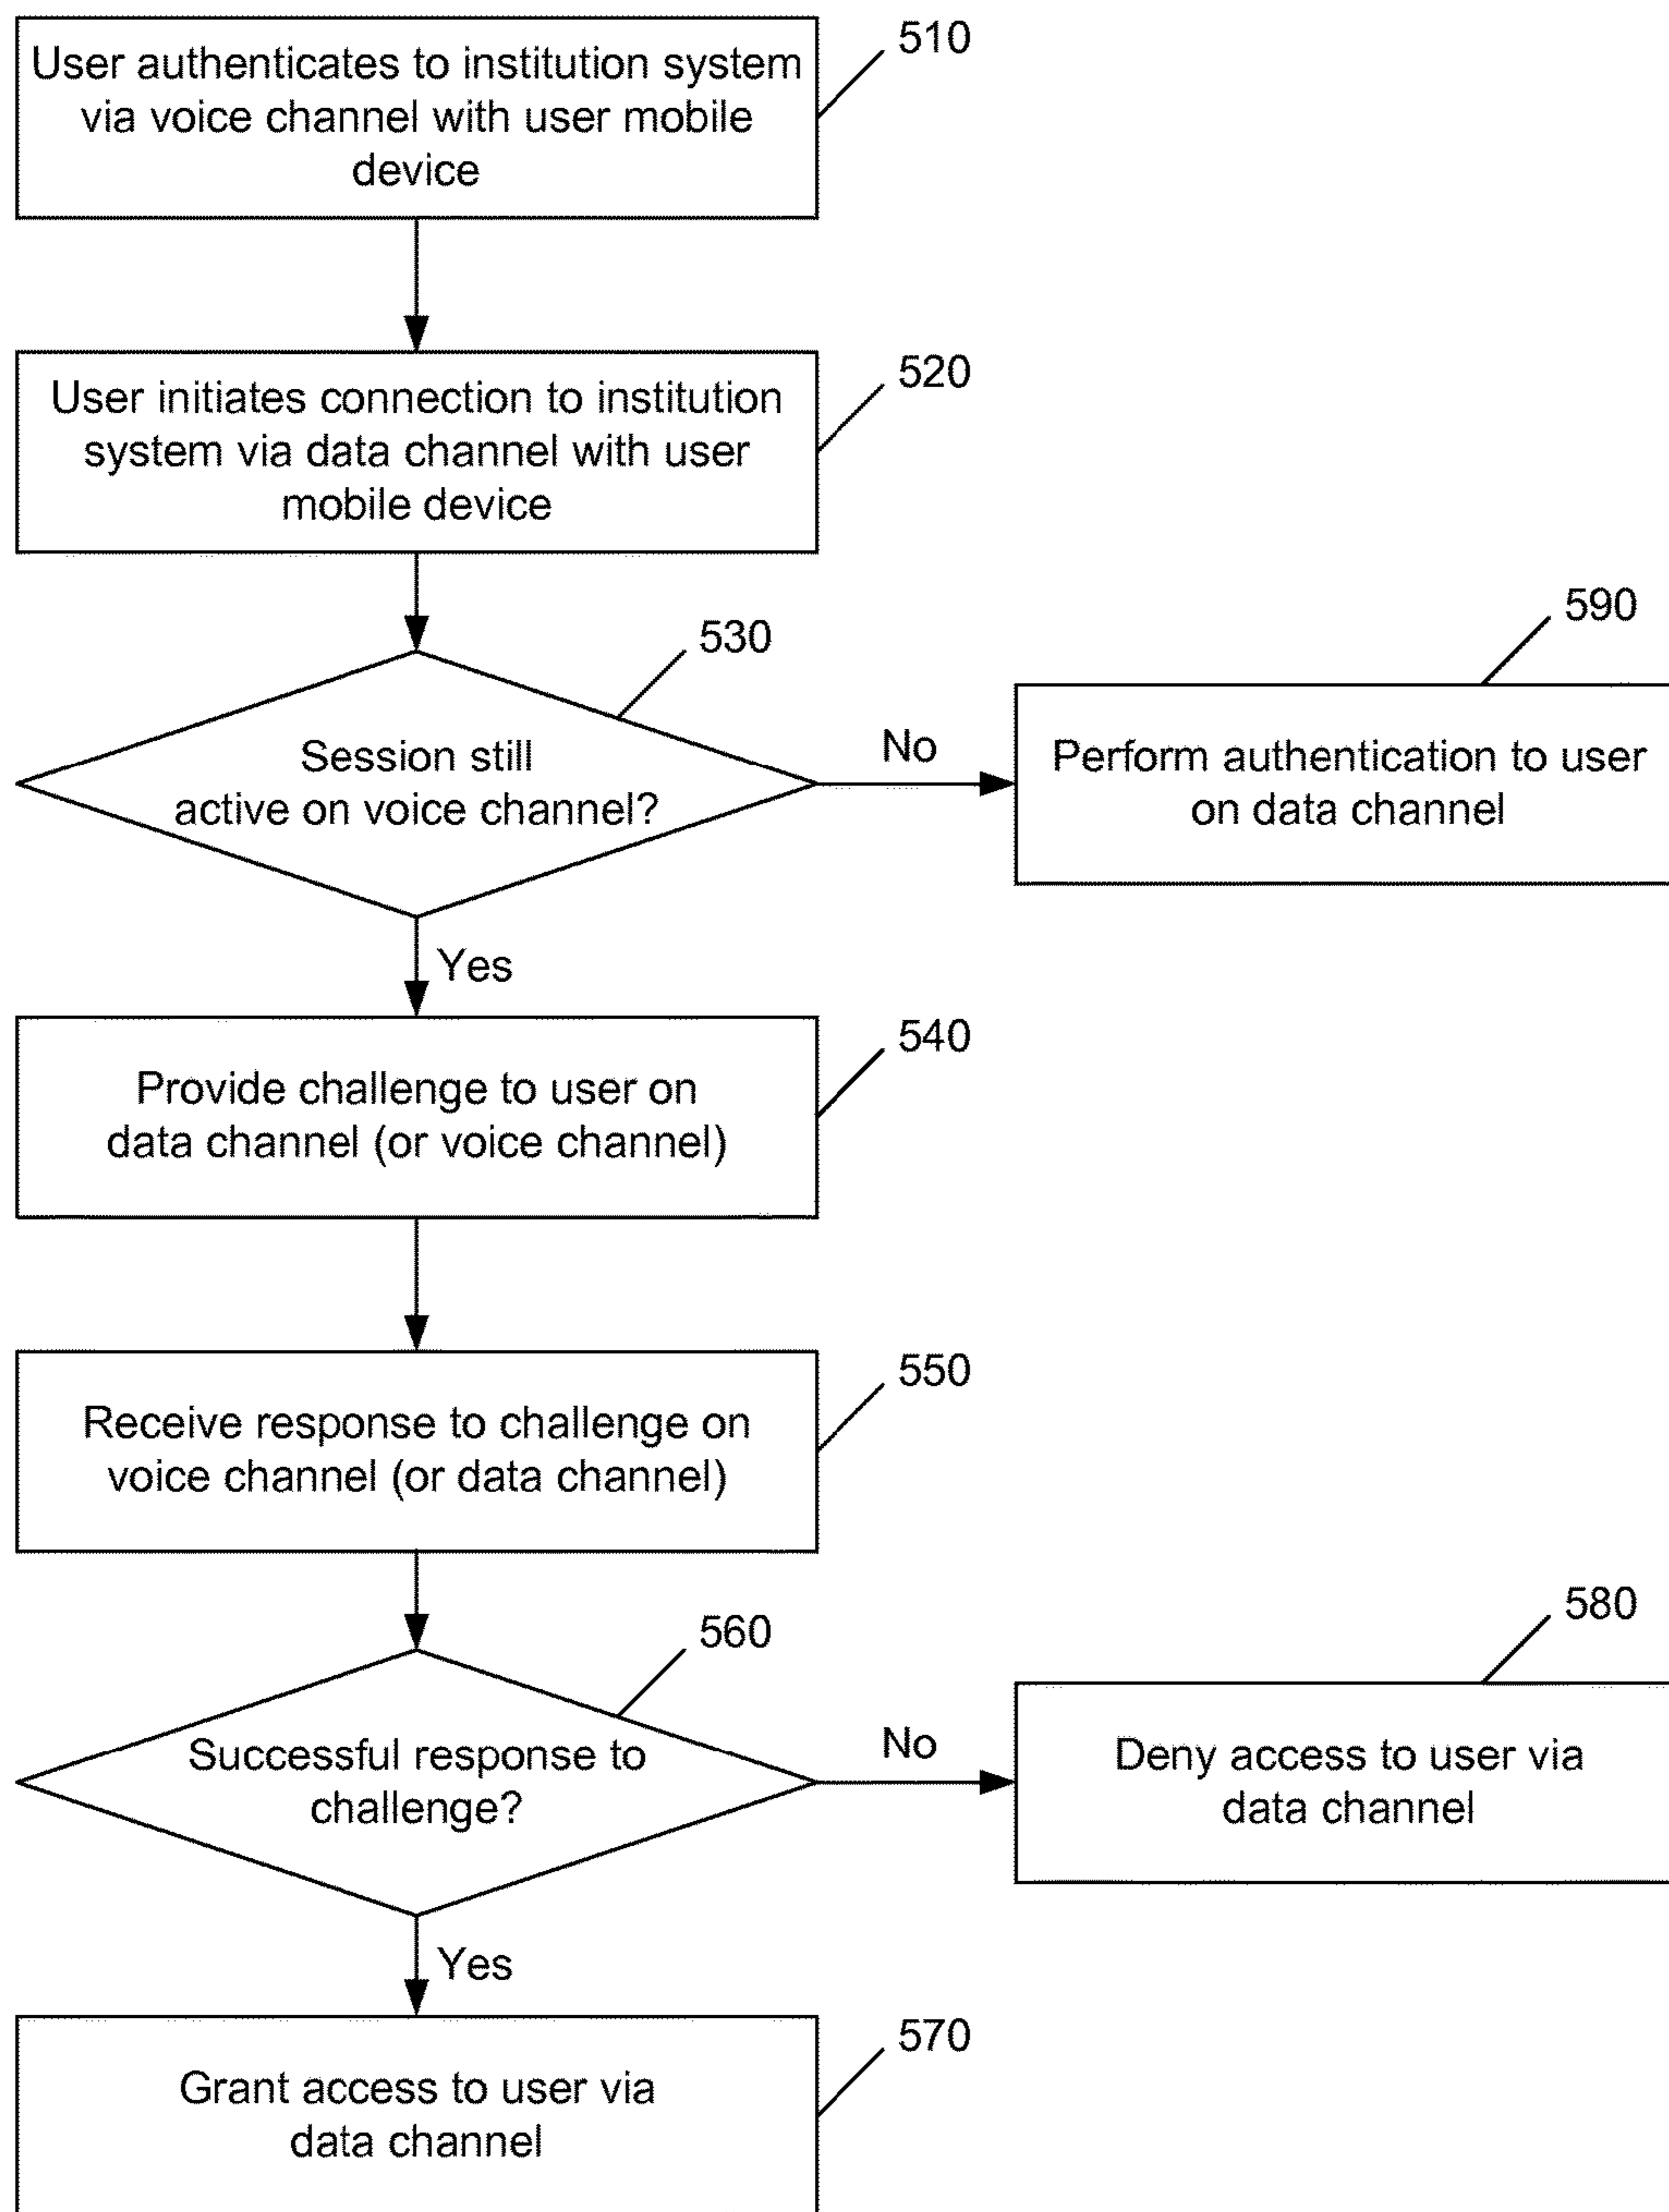 User authenticates to institution system
via voice channel with user mobile
device
510
User initiates connection to institution
system via data channel with user
mobile device
520
530
Session still
active on voice channel?
No
590
Perform authentication to user
on data channel
Yes
540
Provide challenge to user on
data channel (or voice channel)
550
Receive response to challenge on
voice channel (or data channel)
560
Successful response to
challenge?
No
580
Deny access to user via
data channel
Yes
570
Grant access to user via
data channel